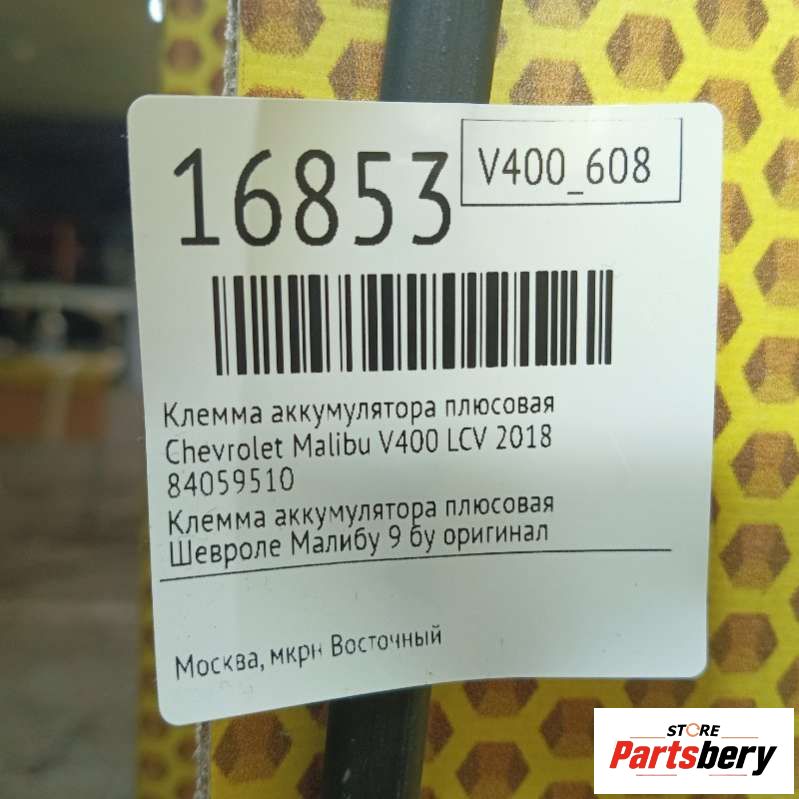 16853
V400_608
Клемма аккумулятора плюсовая
Chevrolet Malibu V400 LCV 2018
84059510
Клемма аккумулятора плюсовая
Шевроле Малибу 9 бу оригинал
Москва, мкрн Восточный
STORE
Partsbery